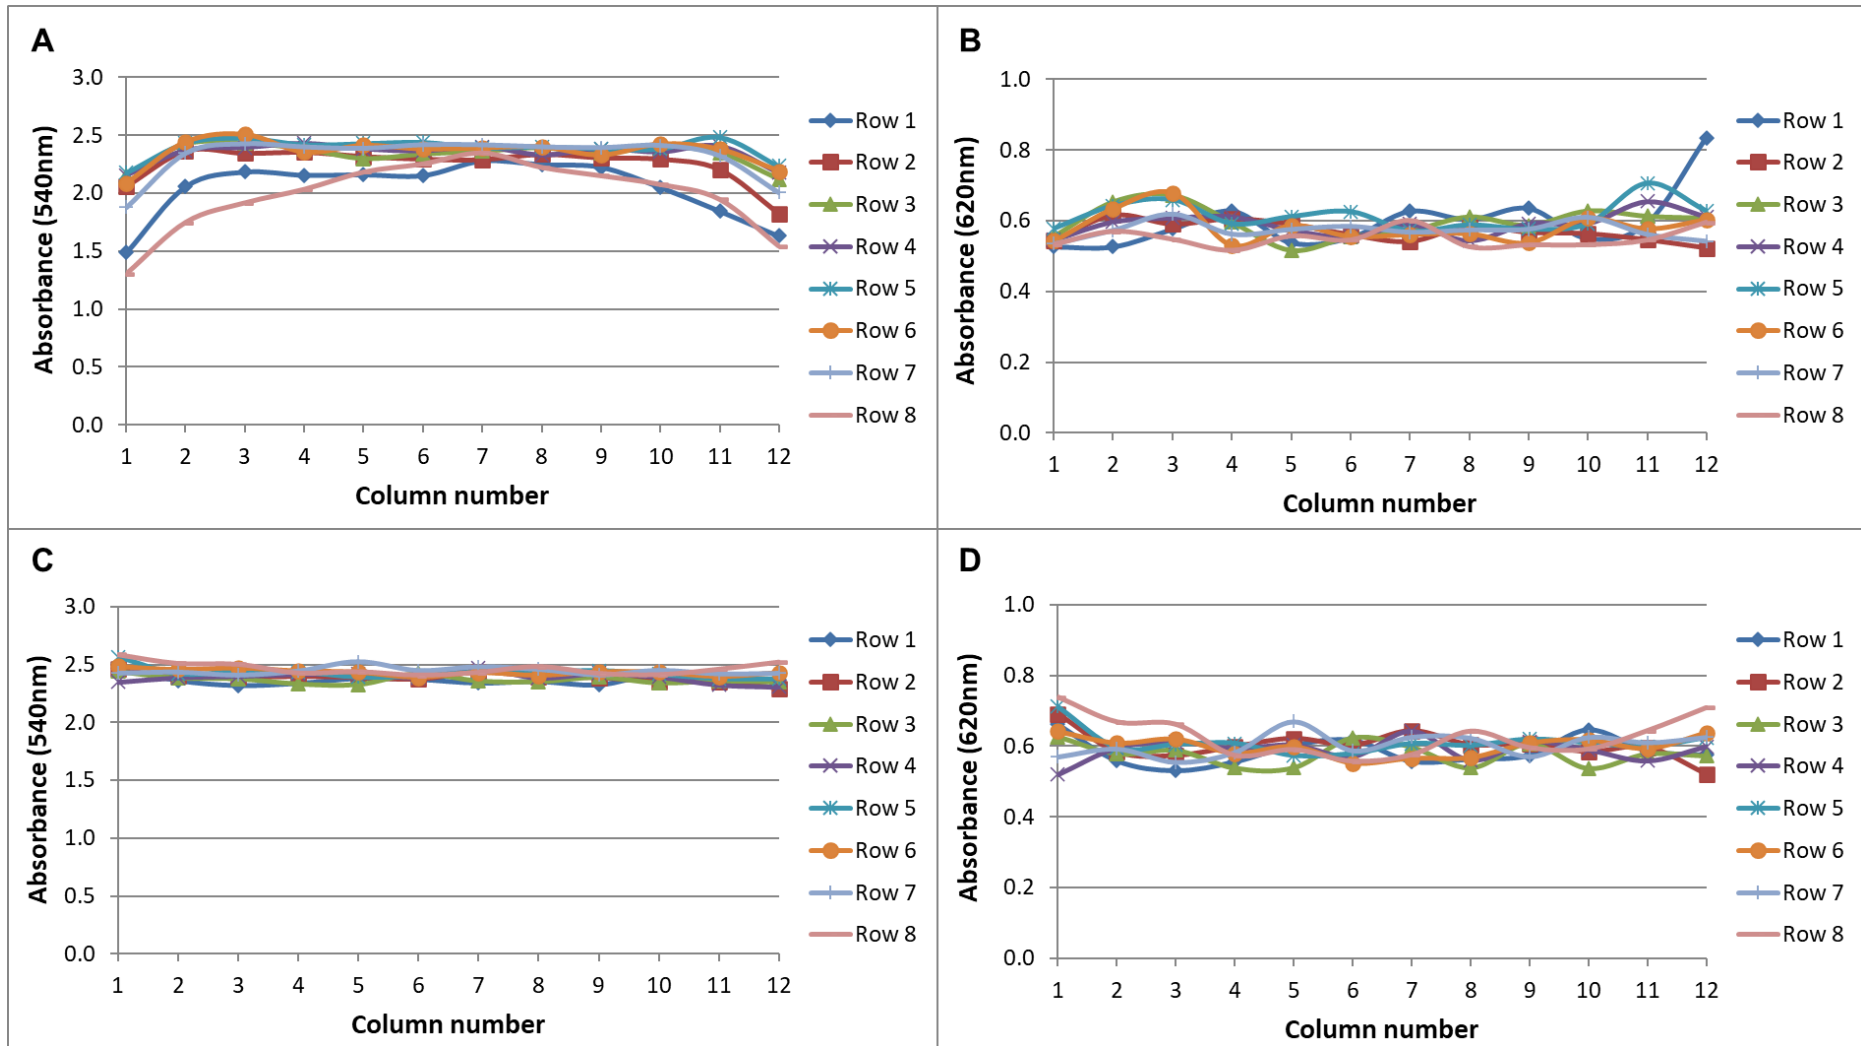 A
Absorbance (540nm)
3.0
2.5
2.0
1.5
1.0
0.5
0.0
1 2 3 4 5 6 7 8 9 10 11 12
Column number
Row 1
Row 2
Row 3
Row 4
Row 5
Row 6
Row 7
Row 8
B
Absorbance (620nm)
1.0
0.8
0.6
0.4
0.2
0.0
1 2 3 4 5 6 7 8 9 10 11 12
Column number
Row 1
Row 2
Row 3
Row 4
Row 5
Row 6
Row 7
Row 8
C
Absorbance (540nm)
3.0
2.5
2.0
1.5
1.0
0.5
0.0
1 2 3 4 5 6 7 8 9 10 11 12
Column number
Row 1
Row 2
Row 3
Row 4
Row 5
Row 6
Row 7
Row 8
D
Absorbance (620nm)
1.0
0.8
0.6
0.4
0.2
0.0
1 2 3 4 5 6 7 8 9 10 11 12
Column number
Row 1
Row 2
Row 3
Row 4
Row 5
Row 6
Row 7
Row 8